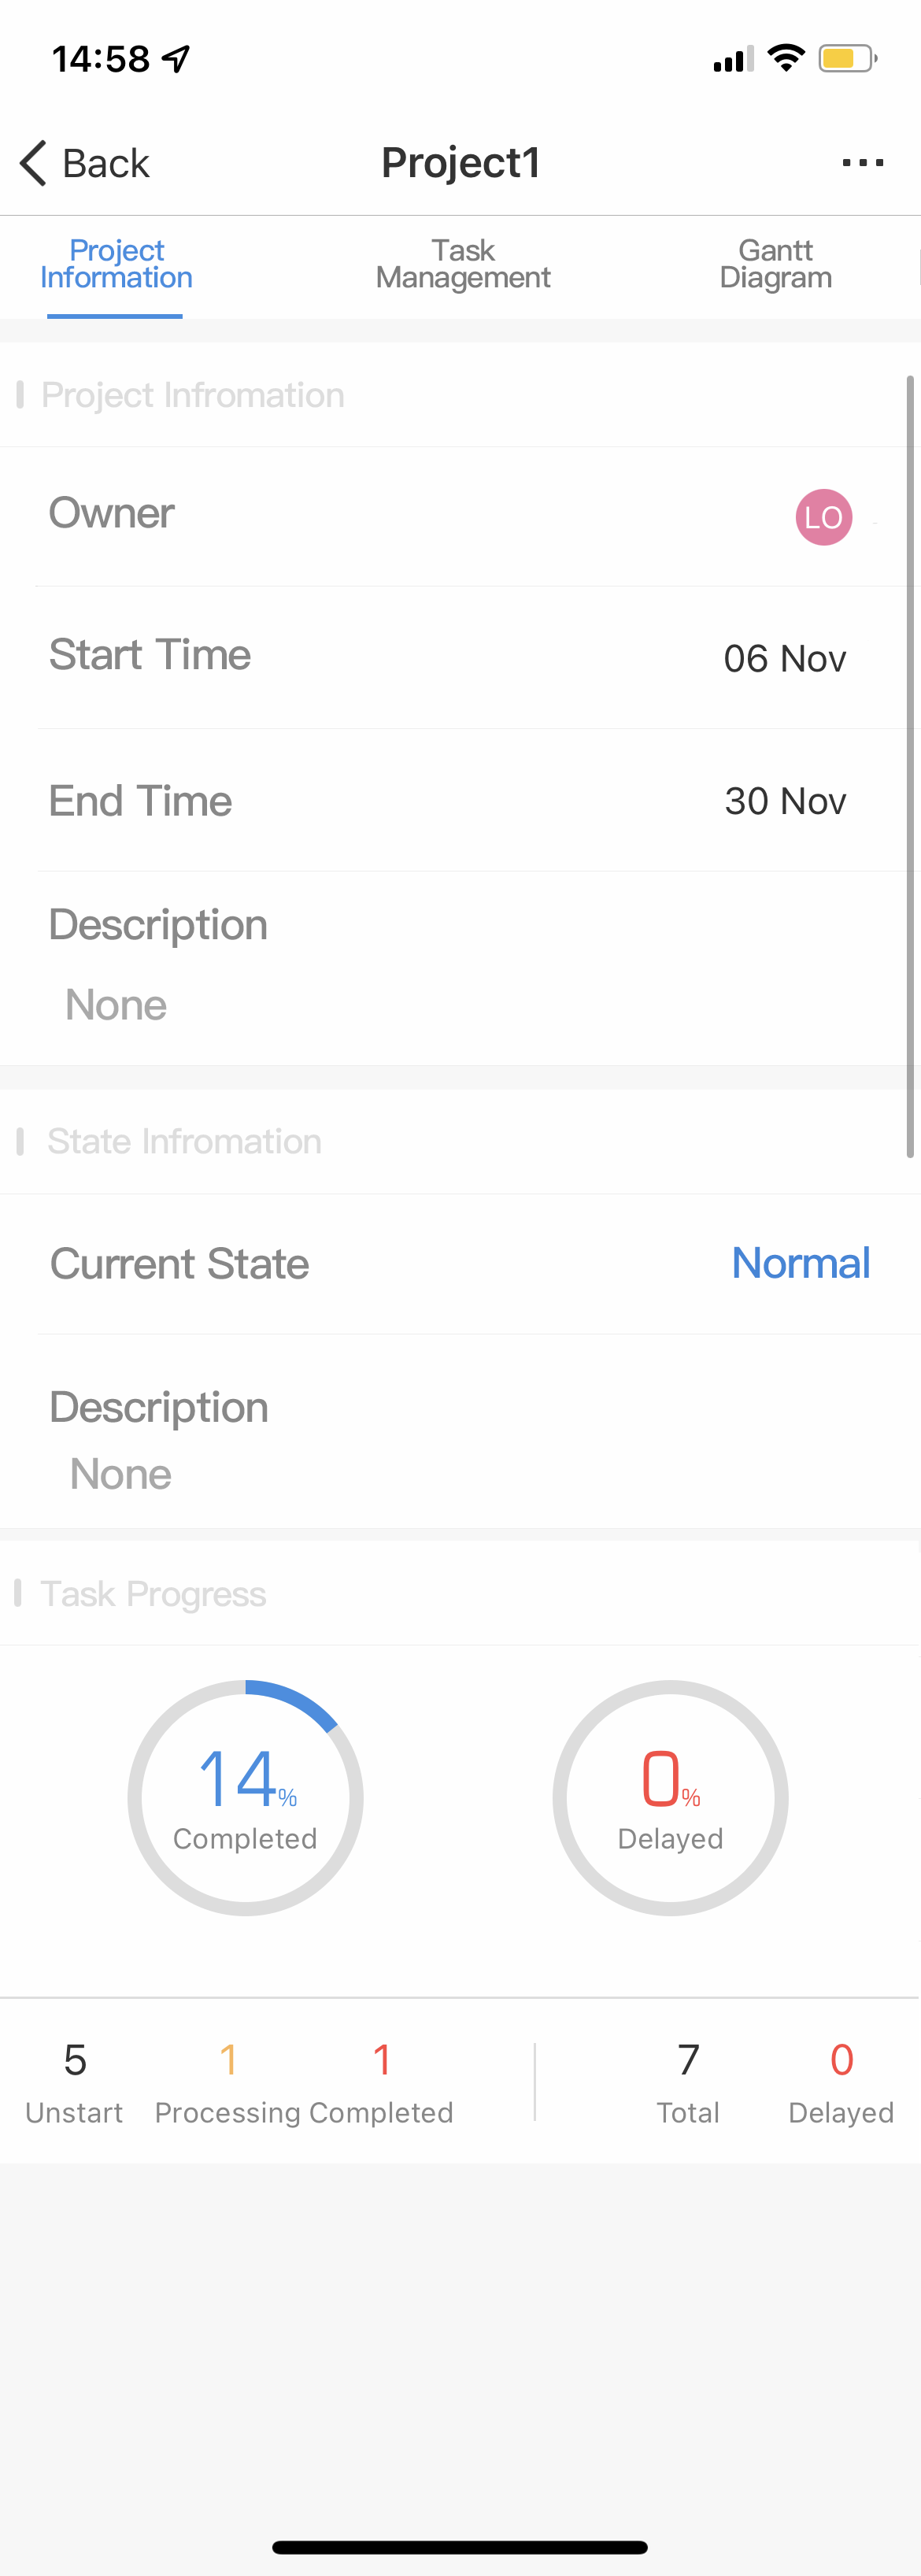 14:58
Back
Project1
...
Project
Information
Task
Management
Gantt
Diagram
Project Infromation
Owner
LO
Start Time
06 Nov
End Time
30 Nov
Description
None
State Infromation
Current State
Normal
Description
None
Task Progress
14%
Completed
0%
Delayed
5
1
1
7
0
Unstart
Processing
Completed
Total
Delayed